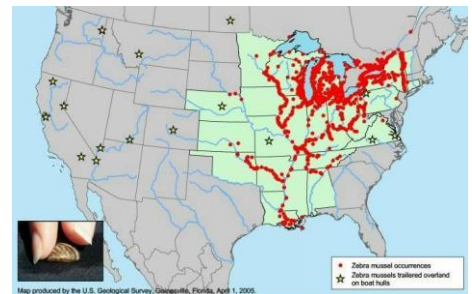 Zebra mussel occurrences
Zebra mussels trailered overland
on boat hulls
Map produced by the U.S. Geological Survey, Gainesville, Florida, April 1, 2005.